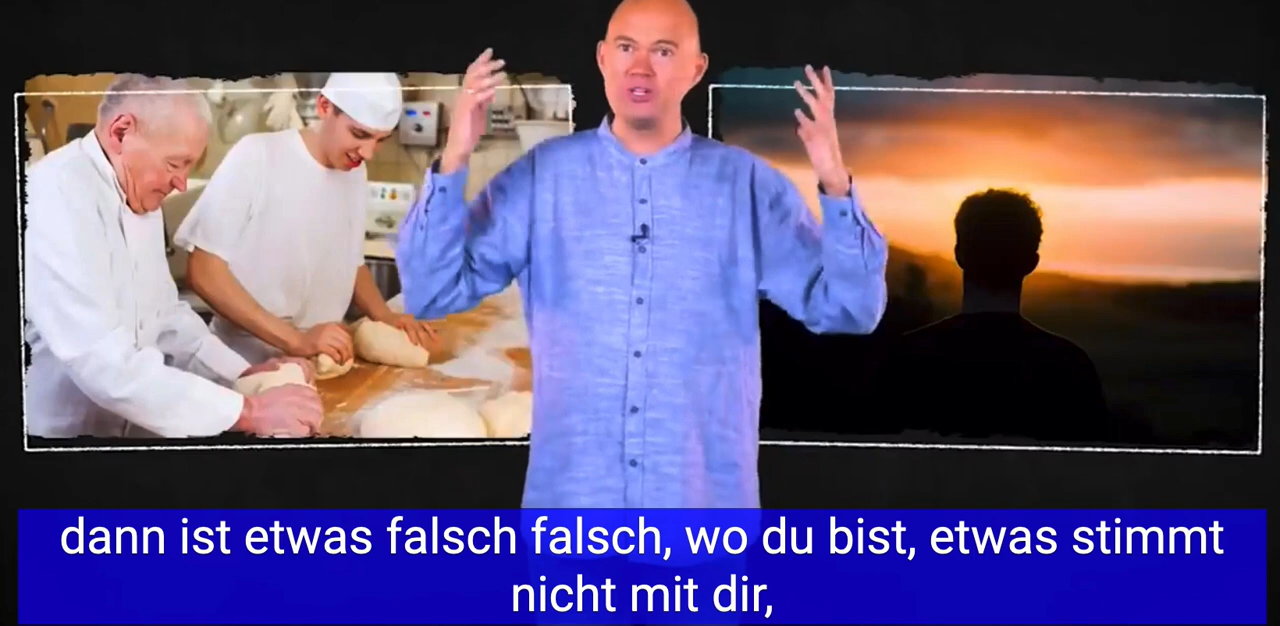 dann ist etwas falsch falsch, wo du bist, etwas stimmt
nicht mit dir,